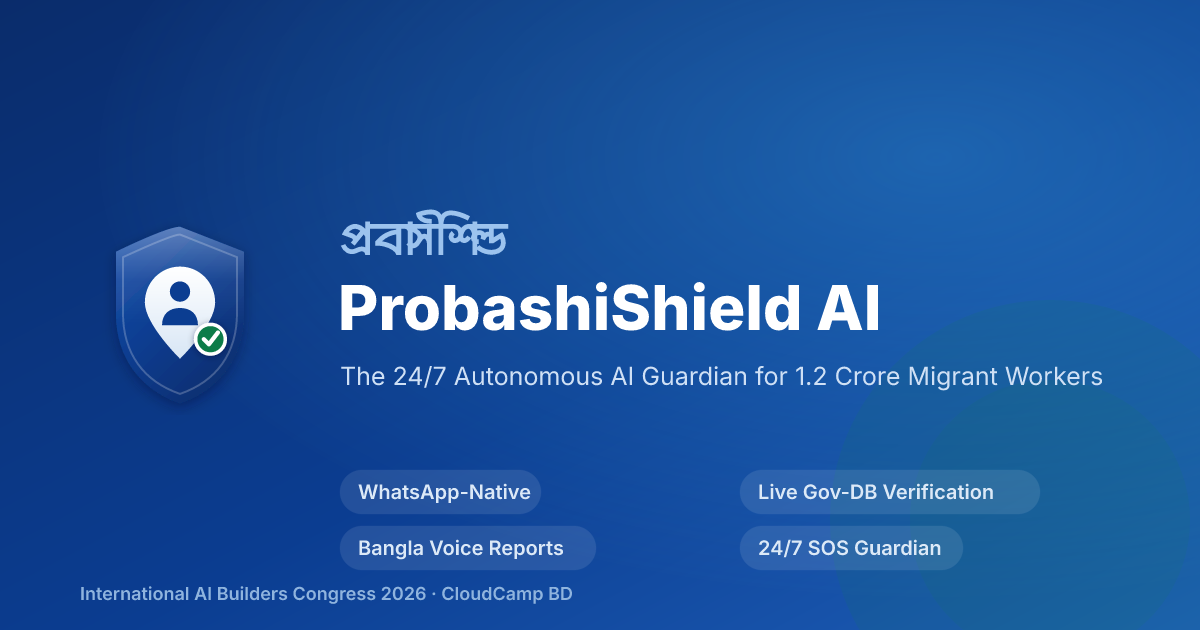 প্রবাসীশিল্ড
ProbashiShield AI
The 24/7 Autonomous AI Guardian for 1.2 Crore Migrant Workers
WhatsApp-Native
Live Gov-DB Verification
Bangla Voice Reports
24/7 SOS Guardian
International AI Builders Congress 2026 · CloudCamp BD